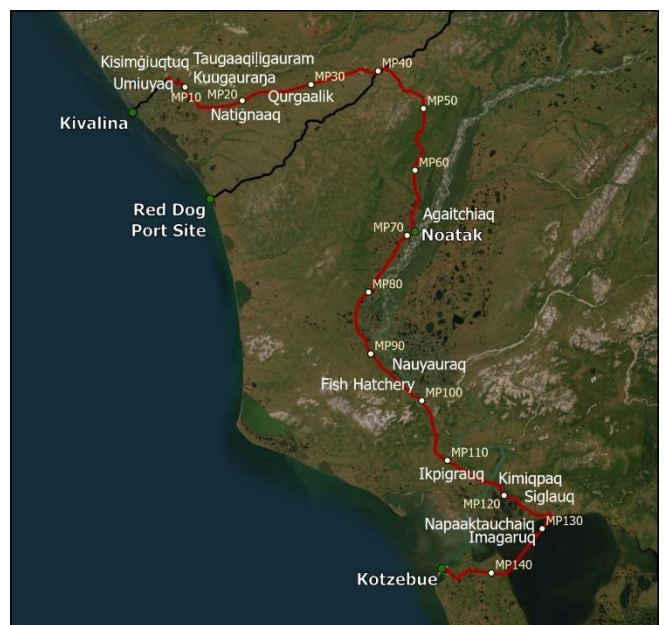 Kisimġiuqtuq
Taugaaqiḷigauram
MP40
Umiuyaq
Kuugauraŋa
MP30
MP10
MP20
Qurgaalik
Natiġnaaq
Kivalina
MP50
MP60
Red Dog
Port Site
Agaitchiaq
MP70
Noatak
MP80
MP90
Nauyauraq
Fish Hatchery
MP100
MP110
Ikpigrauq
Kimiqpaq
Siglauq
MP120
Napaaktauchaiq
MP130
Imagaruq
MP140
Kotzebue